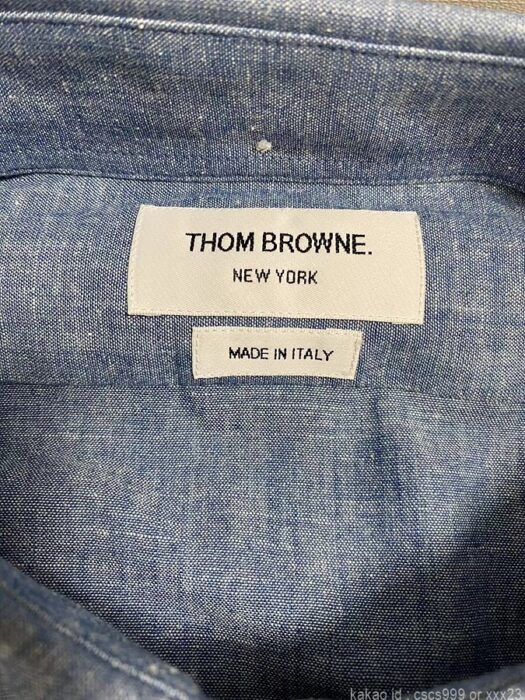 THOM BROWNE.
NEW YORK
MADE IN ITALY
kakao id : cscs999 or